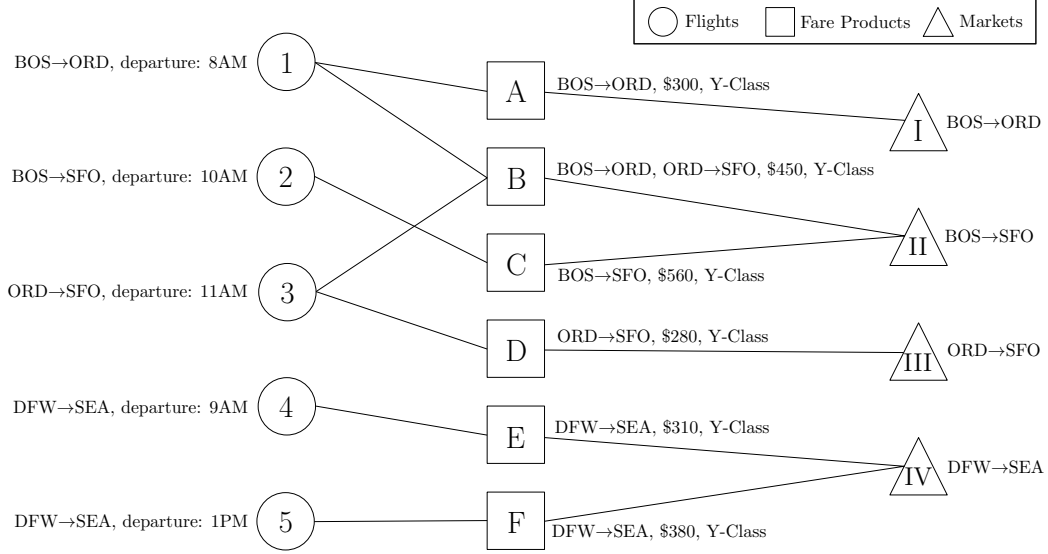 Flights
Fare Products
Markets
BOS→ORD, departure: 8AM
1
A
BOS→ORD, $300, Y-Class
I
BOS→ORD
BOS→SFO, departure: 10AM
2
B
BOS→ORD, ORD→SFO, $450, Y-Class
II
BOS→SFO
C
BOS→SFO, $560, Y-Class
ORD→SFO, departure: 11AM
3
D
ORD→SFO, $280, Y-Class
III
ORD→SFO
DFW→SEA, departure: 9AM
4
E
DFW→SEA, $310, Y-Class
IV
DFW→SEA
DFW→SEA, departure: 1PM
5
F
DFW→SEA, $380, Y-Class